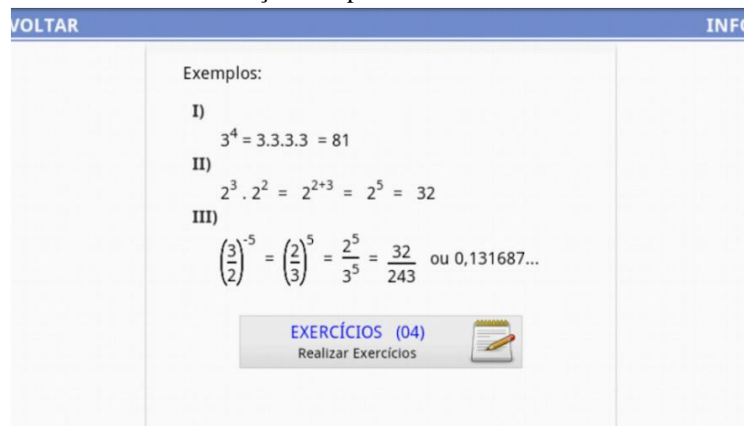 VOLTAR INFO
Exemplos:
I)
3⁴ = 3.3.3.3 = 81
II)
2³ . 2² = 2²⁺³ = 2⁵ = 32
III)
(3/2)⁻⁵ = (2/3)⁵ = 2⁵/3⁵ = 32/243 ou 0,131687...
EXERCÍCIOS (04)
Realizar Exercícios